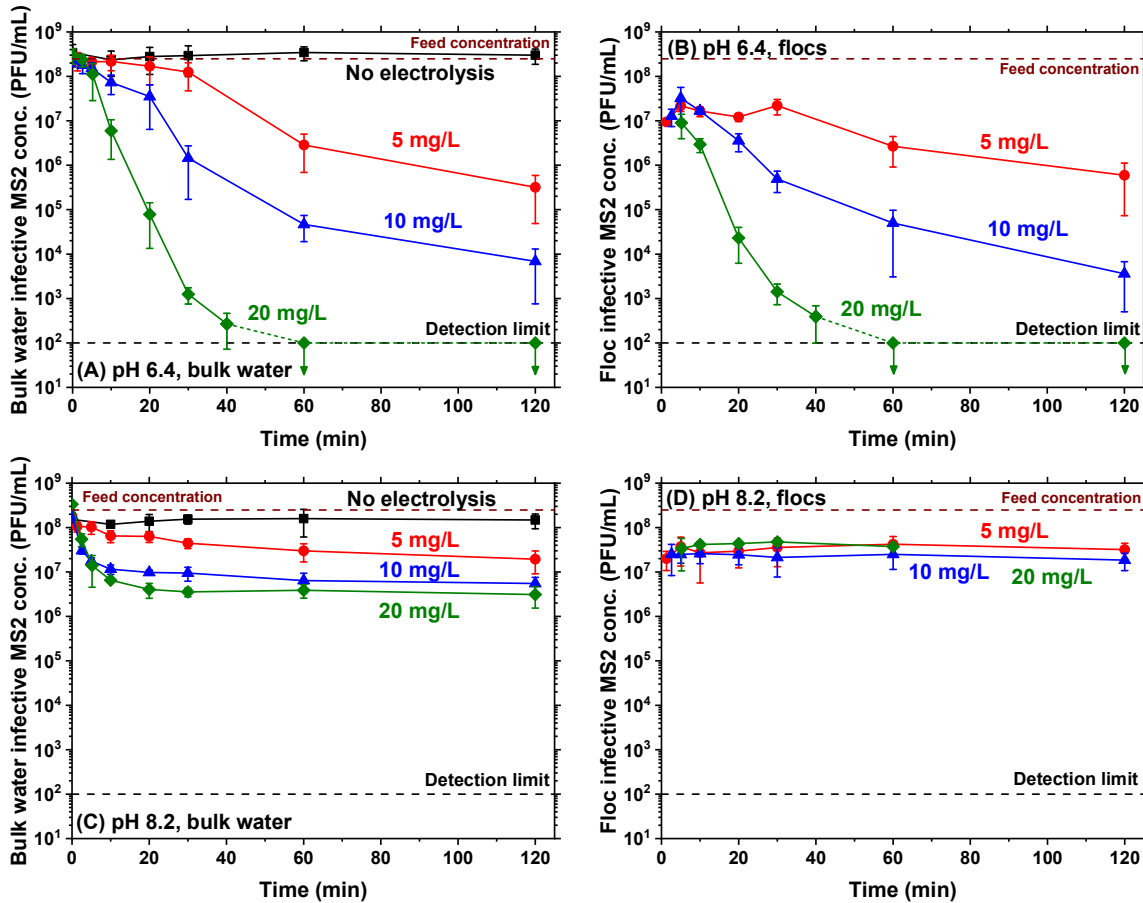 Bulk water infective MS2 conc. (PFU/mL)
10⁹
10⁸
10⁷
10⁶
10⁵
10⁴
10³
10²
10¹
Feed concentration
No electrolysis
5 mg/L
10 mg/L
20 mg/L
Detection limit
(A) pH 6.4, bulk water
0 20 40 60 80 100 120
Time (min)
Floc infective MS2 conc. (PFU/mL)
10⁹
10⁸
10⁷
10⁶
10⁵
10⁴
10³
10²
10¹
(B) pH 6.4, flocs
Feed concentration
5 mg/L
10 mg/L
20 mg/L
Detection limit
0 20 40 60 80 100 120
Time (min)
Bulk water infective MS2 conc. (PFU/mL)
10⁹
10⁸
10⁷
10⁶
10⁵
10⁴
10³
10²
10¹
Feed concentration
No electrolysis
5 mg/L
10 mg/L
20 mg/L
Detection limit
(C) pH 8.2, bulk water
0 20 40 60 80 100 120
Time (min)
Floc infective MS2 conc. (PFU/mL)
10⁹
10⁸
10⁷
10⁶
10⁵
10⁴
10³
10²
10¹
(D) pH 8.2, flocs
Feed concentration
5 mg/L
10 mg/L
20 mg/L
Detection limit
0 20 40 60 80 100 120
Time (min)